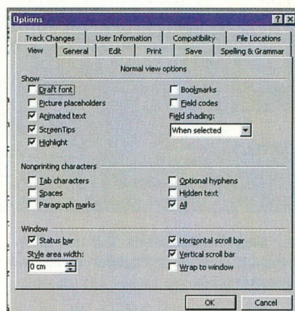 Options
Track Changes User Information Compatibility File Locations
View General Edit Print Save Spelling & Grammar
Normal view options
Show
Draft font Bookmarks
Picture placeholders Field codes
Animated text Field shading:
ScreenTips When selected
Highlight
Nonprinting characters
Tab characters Optional hyphens
Spaces Hidden text
Paragraph marks All
Window
Status bar Horizontal scroll bar
Style area width: Vertical scroll bar
0 cm Wrap to window
OK Cancel